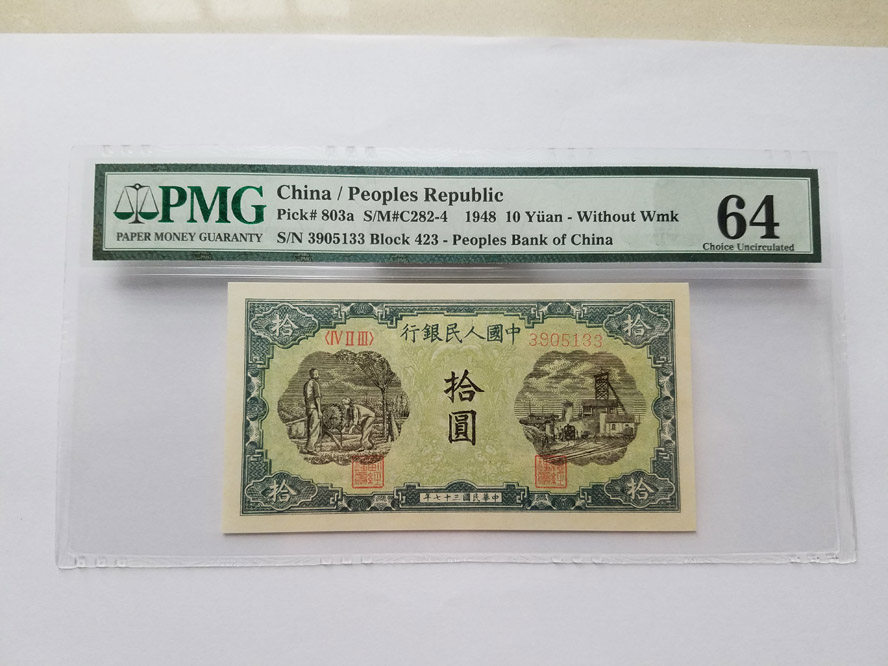 PMG
PAPER MONEY GUARANTY
China / Peoples Republic
Pick# 803a S/M#C282-4 1948 10 Yüan - Without Wmk
S/N 3905133 Block 423 - Peoples Bank of China
64
Choice Uncirculated
拾
拾
行銀民人國中
〈IV II III〉
3905133
拾
圓
拾
拾
年七十三國民華中